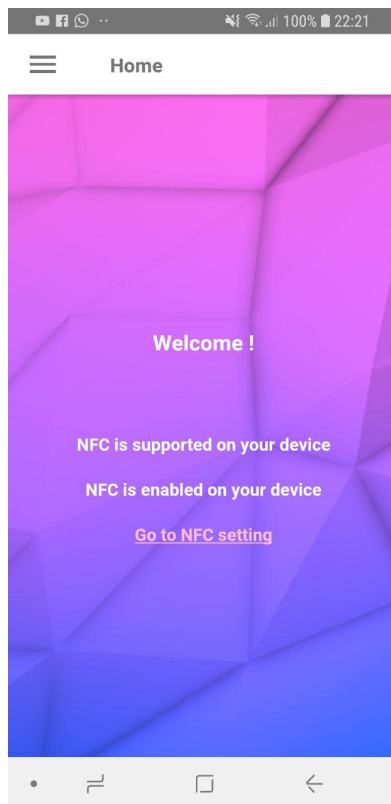 100% 22:21
Home
Welcome !
NFC is supported on your device
NFC is enabled on your device
Go to NFC setting